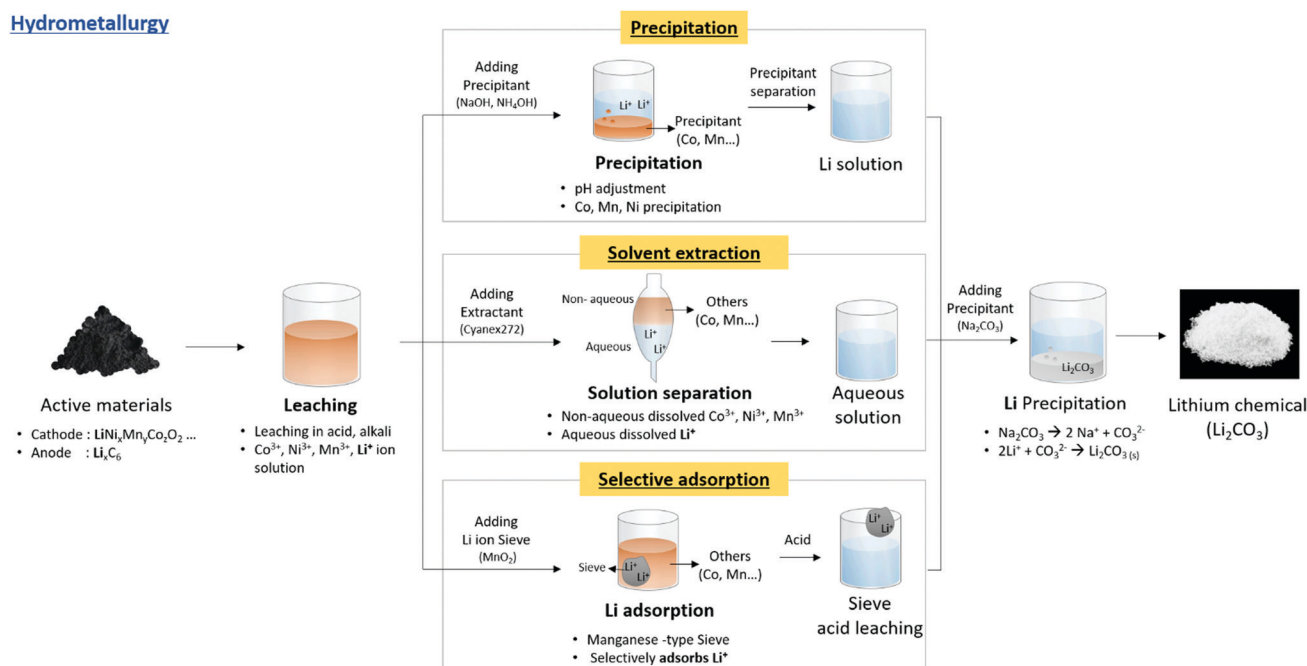 Hydrometallurgy
Precipitation
Adding
Precipitant
(NaOH, NH₄OH)
Li⁺ Li⁺
Precipitant
(Co, Mn...)
Precipitant
separation
Precipitation
Li solution
• pH adjustment
• Co, Mn, Ni precipitation
Solvent extraction
Adding
Extractant
(Cyanex272)
Non- aqueous
Aqueous
Li⁺
Li⁺
Others
(Co, Mn...)
Solution separation
Aqueous
solution
• Non-aqueous dissolved Co³⁺, Ni³⁺, Mn³⁺
• Aqueous dissolved Li⁺
Active materials
• Cathode : LiNiₓMnᵧCo₂O₂ ...
• Anode : LiₓC₆
Leaching
• Leaching in acid, alkali
• Co³⁺, Ni³⁺, Mn³⁺, Li⁺ ion
solution
Selective adsorption
Adding
Li ion Sieve
(MnO₂)
Sieve
Li⁺
Li⁺
Others
(Co, Mn...)
Acid
Li⁺
Li⁺
Li adsorption
Sieve
acid leaching
• Manganese -type Sieve
• Selectively adsorbs Li⁺
Adding
Precipitant
(Na₂CO₃)
Li₂CO₃
Li Precipitation
• Na₂CO₃ → 2 Na⁺ + CO₃²⁻
• 2Li⁺ + CO₃²⁻ → Li₂CO₃ (s)
Lithium chemical
(Li₂CO₃)